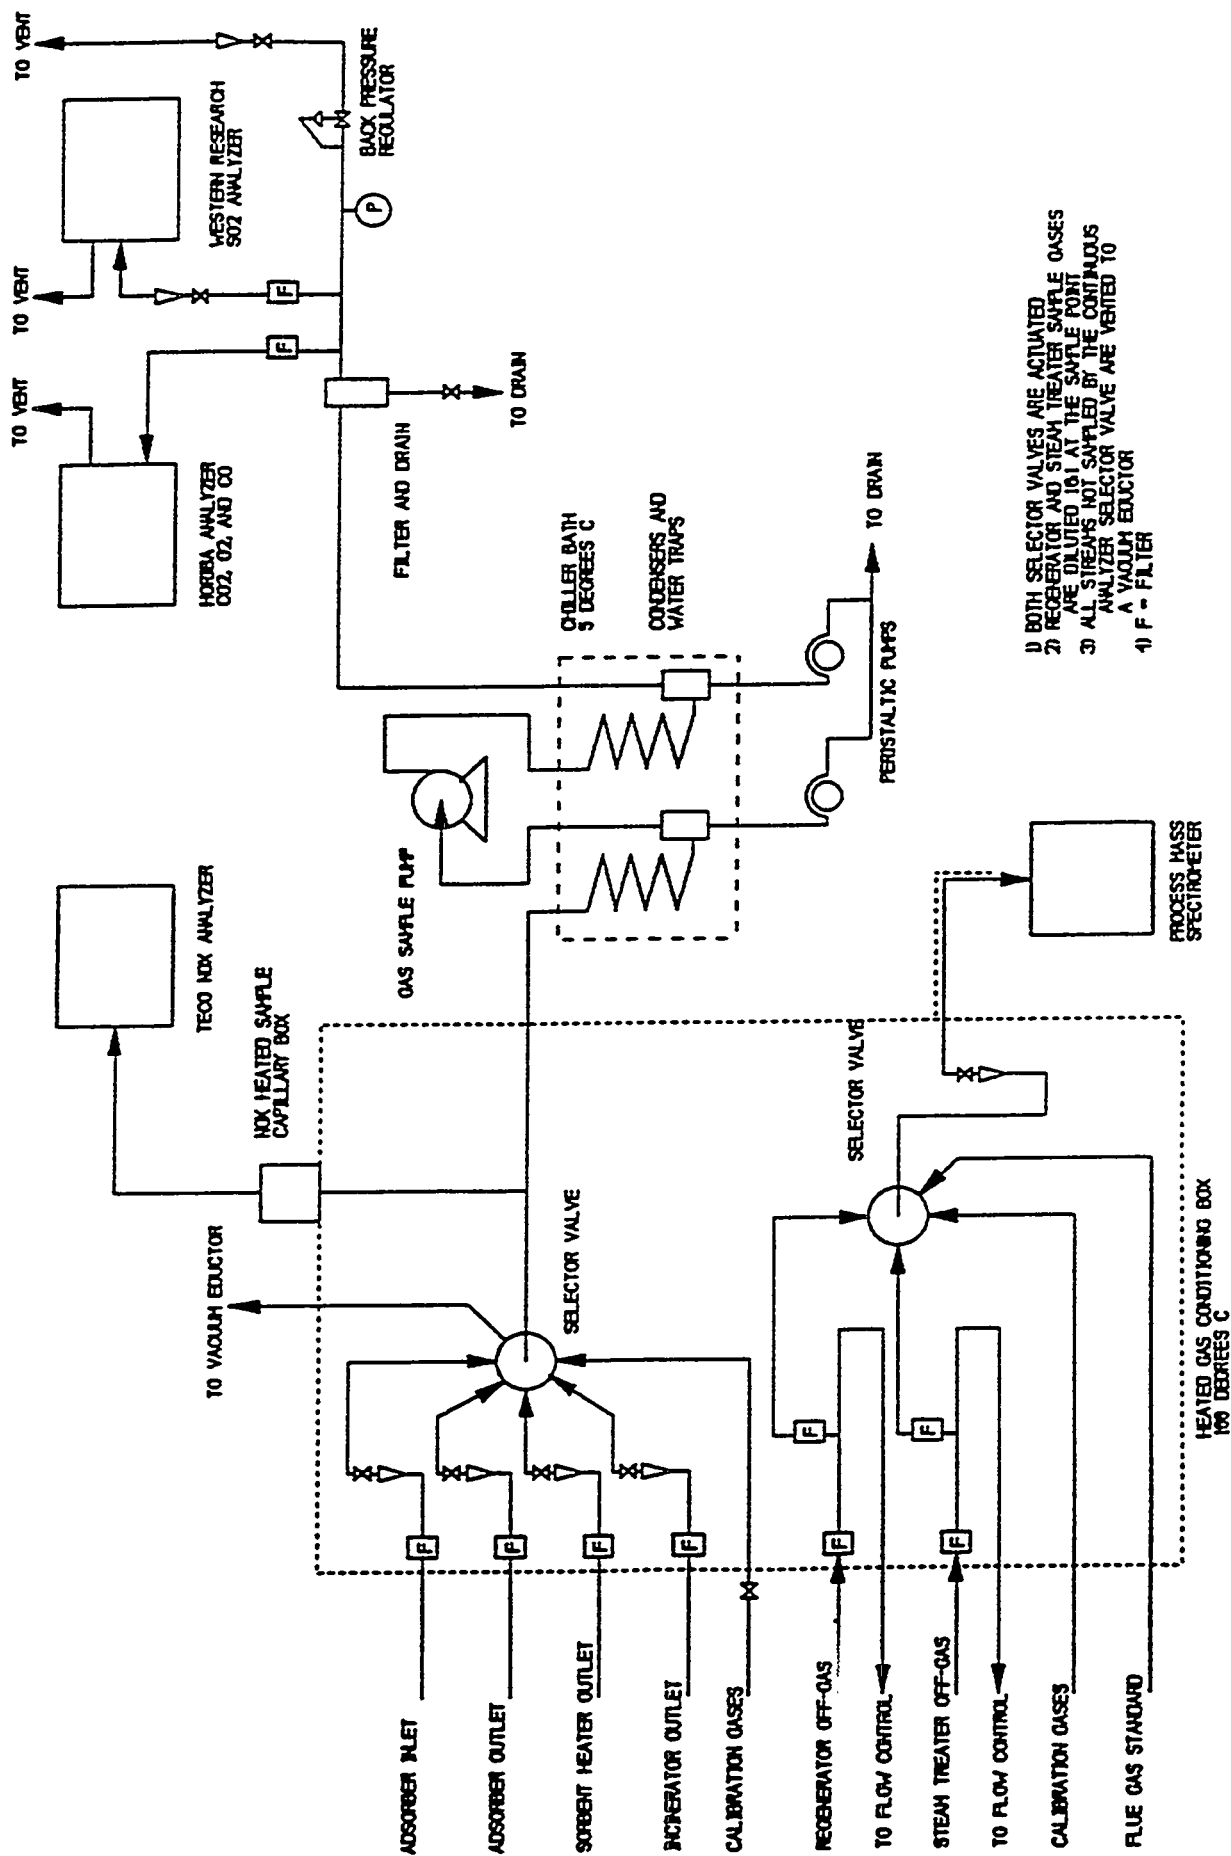 TO VENT
TO VENT
TO VENT
WESTERN RESEARCH
SO2 ANALYZER
HORIBA ANALYZER
CO2, O2, AND CO
F
F
P
BACK PRESSURE
REGULATOR
FILTER AND DRAIN
TO DRAIN
TECO NOX ANALYZER
NOX HEATED SAMPLE
CAPILLARY BOX
GAS SAMPLE PUMP
CHILLER BATH
5 DEGREES C
CONDENSERS AND
WATER TRAPS
PERISTALTIC PUMPS
TO DRAIN
TO VACUUM EDUCTOR
SELECTOR VALVE
SELECTOR VALVE
PROCESS MASS
SPECTROMETER
ADSORBER INLET
F
ADSORBER OUTLET
F
SORBENT HEATER OUTLET
F
INCINERATOR OUTLET
F
CALIBRATION GASES
REGENERATOR OFF-GAS
F
F
TO FLOW CONTROL
STEAM TREATER OFF-GAS
F
F
TO FLOW CONTROL
CALIBRATION GASES
FLUE GAS STANDARD
HEATED GAS CONDITIONING BOX
100 DEGREES C
1) BOTH SELECTOR VALVES ARE ACTUATED
2) REGENERATOR AND STEAM TREATER SAMPLE GASES
ARE DILUTED 16:1 AT THE SAMPLE POINT
3) ALL STREAMS NOT SAMPLED BY THE CONTINUOUS
ANALYZER SELECTOR VALVE ARE VENTED TO
A VACUUM EDUCTOR
4) F = FILTER